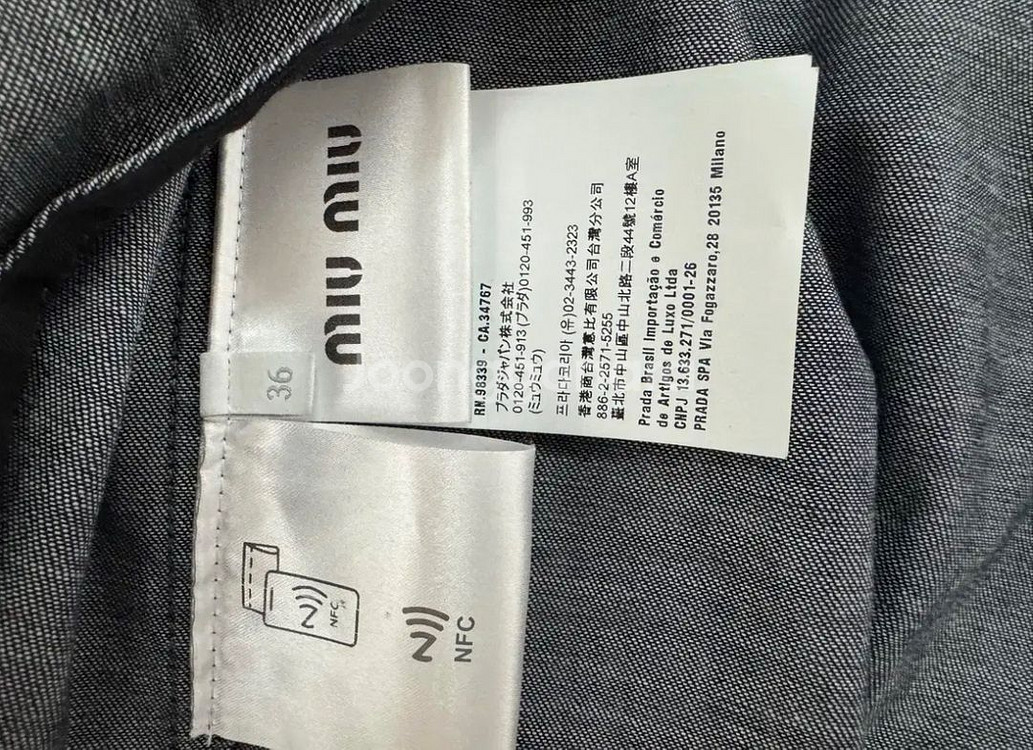 miu miu
36
RN.98339 - CA.34767
プラダジャパン株式会社
0120-451-913 (プラダ)0120-451-993
(ミュウミュウ)
프라다코리아 (유)02-3443-2323
香港商台灣意比有限公司台灣分公司
886-2-2571-5255
臺北市中山區中山北路二段44號12樓A室
Prada Brasil Importação e Comércio
de Artigos de Luxo Ltda
CNPJ 13.633.271/0001-26
PRADA SPA Via Fogazzaro,28 20135 Milano
NFC
NFC